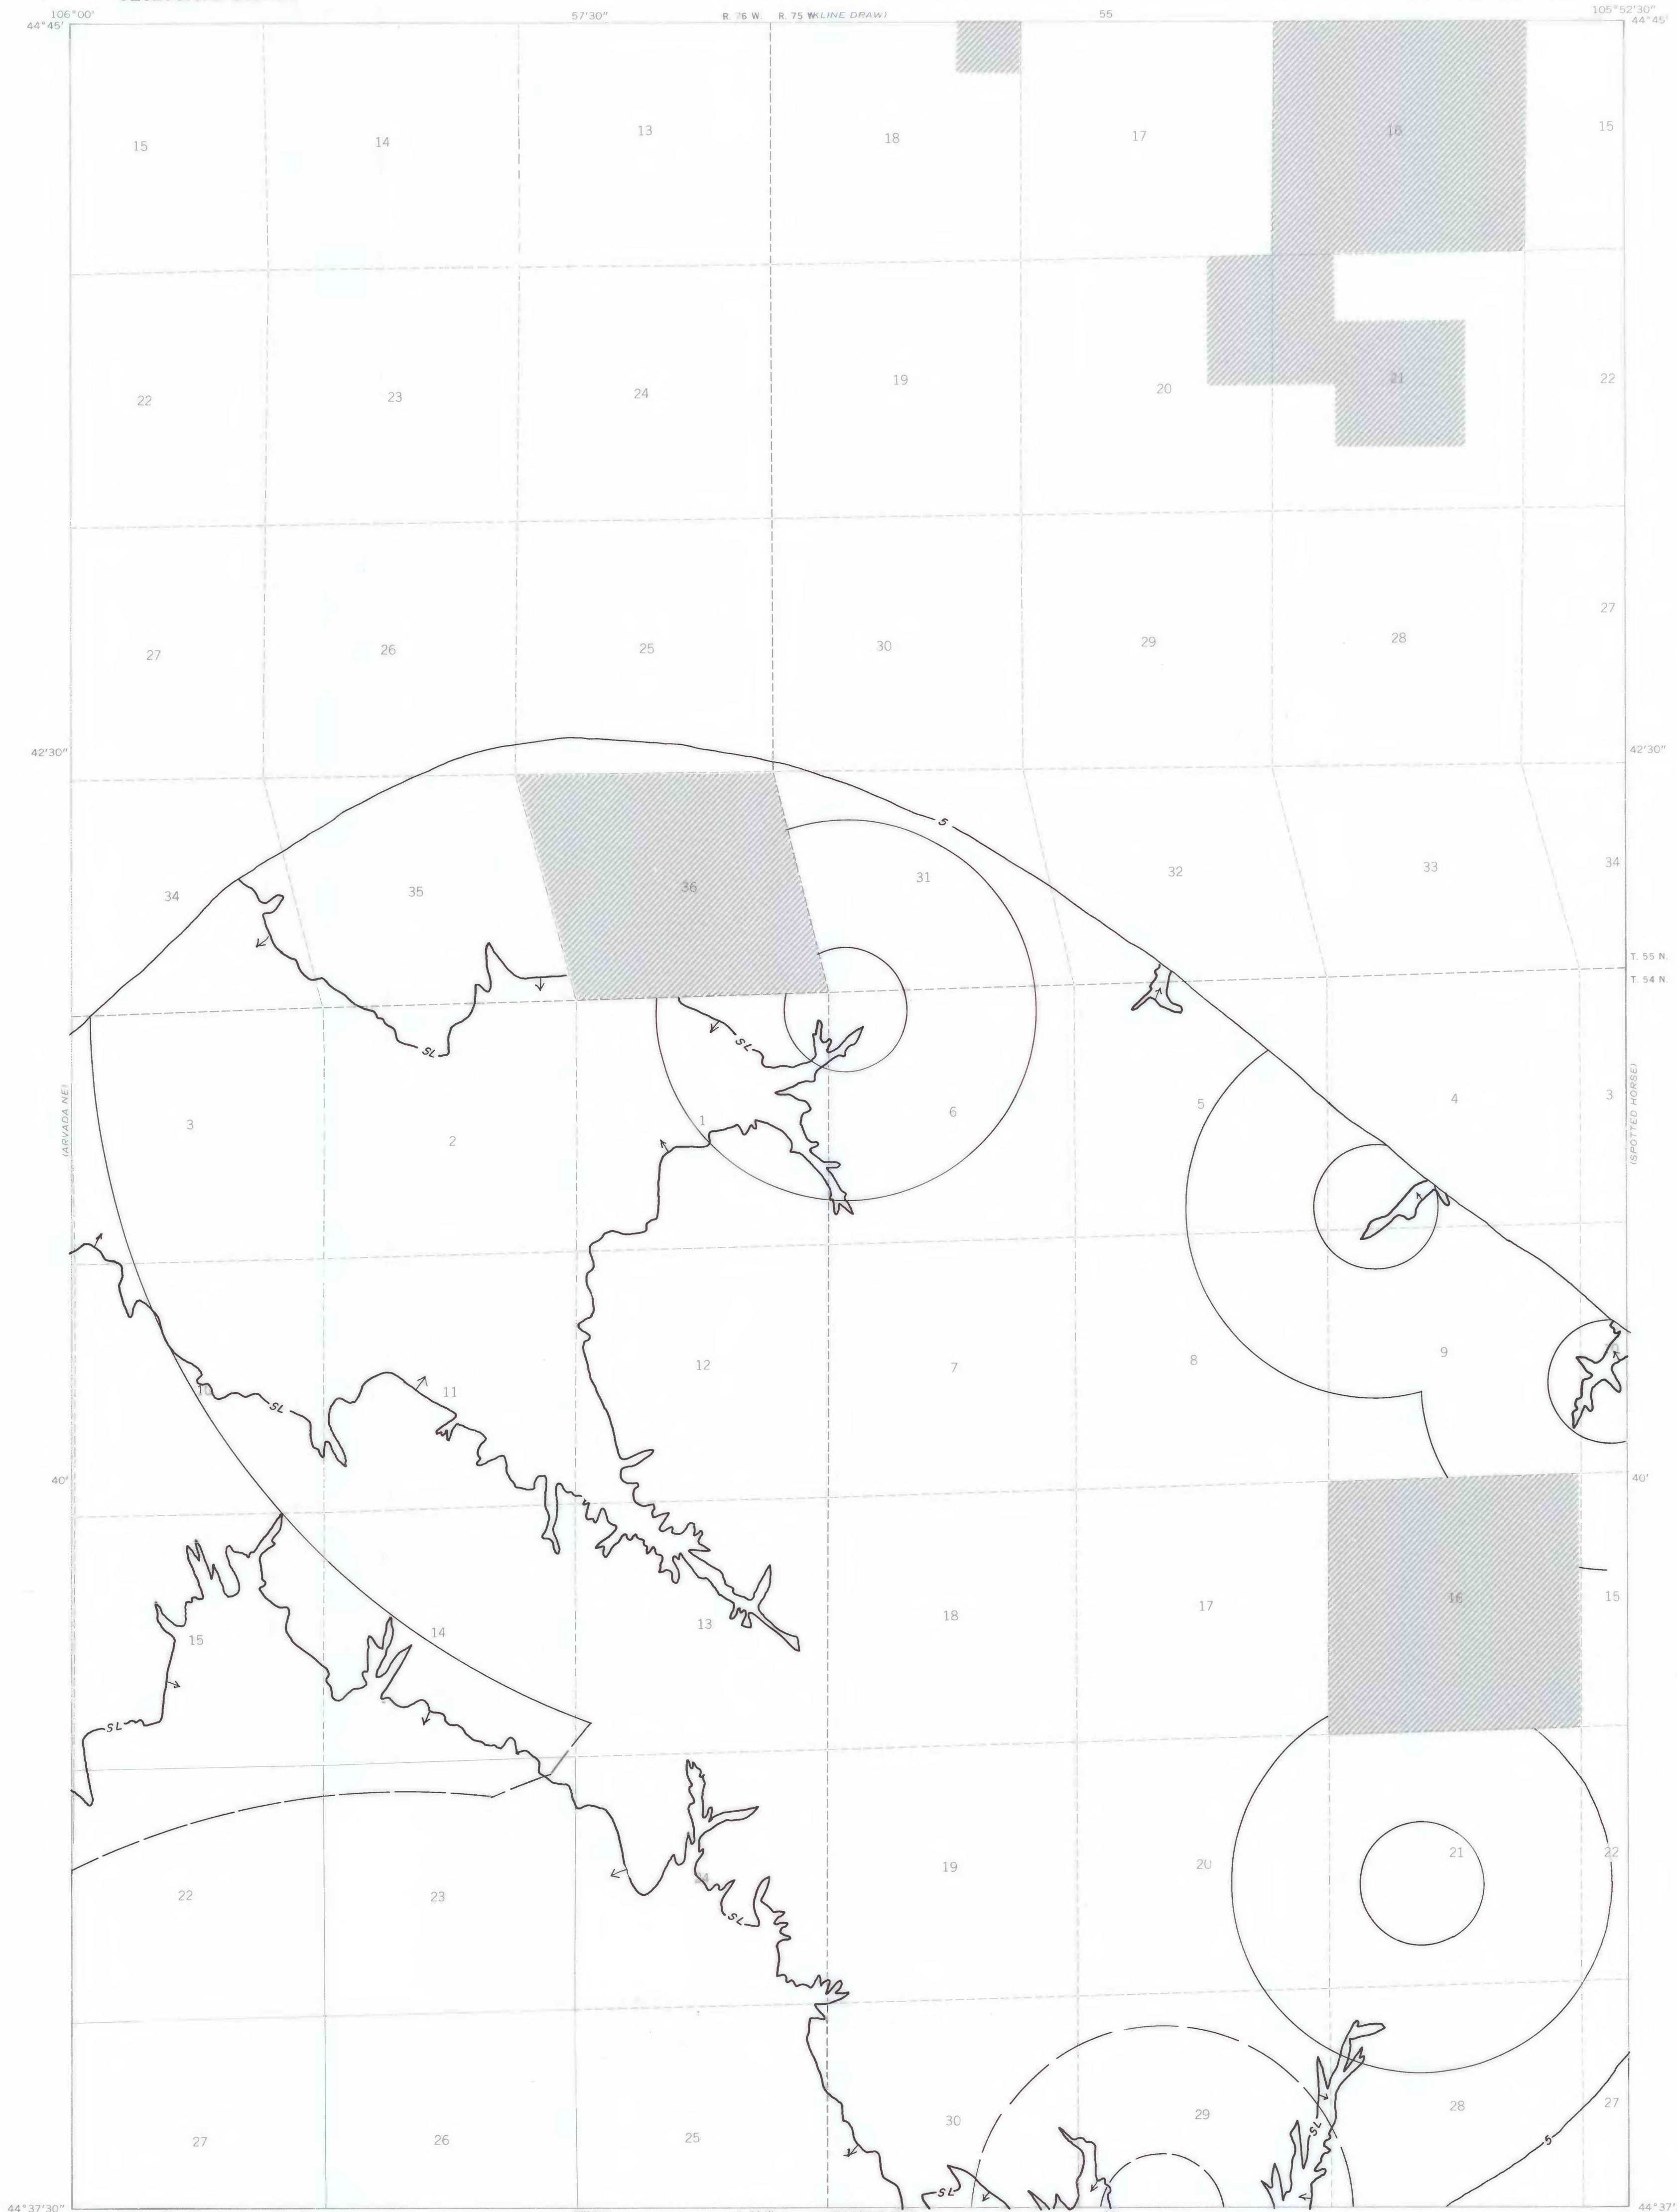 106°00' 57'30" R. 76 W. R. 75 W. KLINE DRAW) 55 105°52'30"
44°45' 44°45'
15 14 13 18 17 16 15
22 23 24 19 20 21 22
27 26 25 30 29 28 27
42'30" 42'30"
5
34 35 36 31 32 33 34
T. 55 N.
T. 54 N.
SL SL
(ARVADA NE) (SPOTTED HORSE)
3 2 1 6 5 4 3
10 11 12 7 8 9 10
SL
40' 40'
15 14 13 18 17 16 15
SL
22 23 24 19 20 21 22
SL
27 26 25 30 29 28 27
SL
5
SL
44°37'30" 44°37'